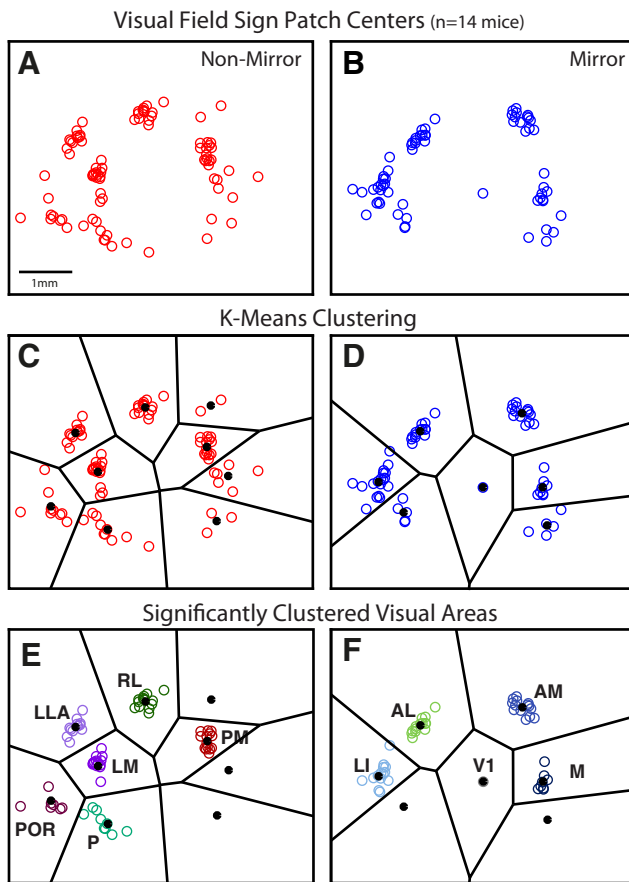 Visual Field Sign Patch Centers (n=14 mice)
A Non-Mirror
B Mirror
1mm
K-Means Clustering
C
D
Significantly Clustered Visual Areas
E
F
RL
LLA
PM
LM
POR
P
AM
AL
LI
V1
M